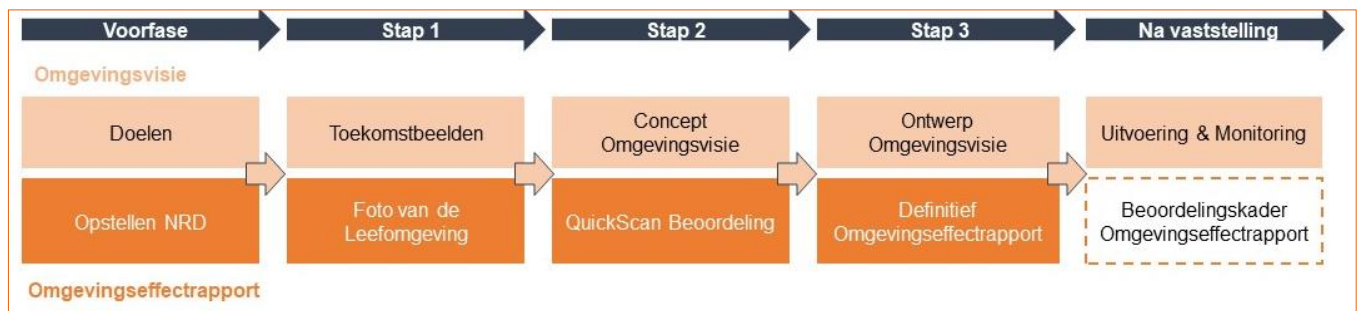 Voorfase
Stap 1
Stap 2
Stap 3
Na vaststelling
Omgevingsvisie
Doelen
Toekomstbeelden
Concept
Omgevingsvisie
Ontwerp
Omgevingsvisie
Uitvoering & Monitoring
Opstellen NRD
Foto van de
Leefomgeving
QuickScan Beoordeling
Definitief
Omgevingseffectrapport
Beoordelingskader
Omgevingseffectrapport
Omgevingseffectrapport